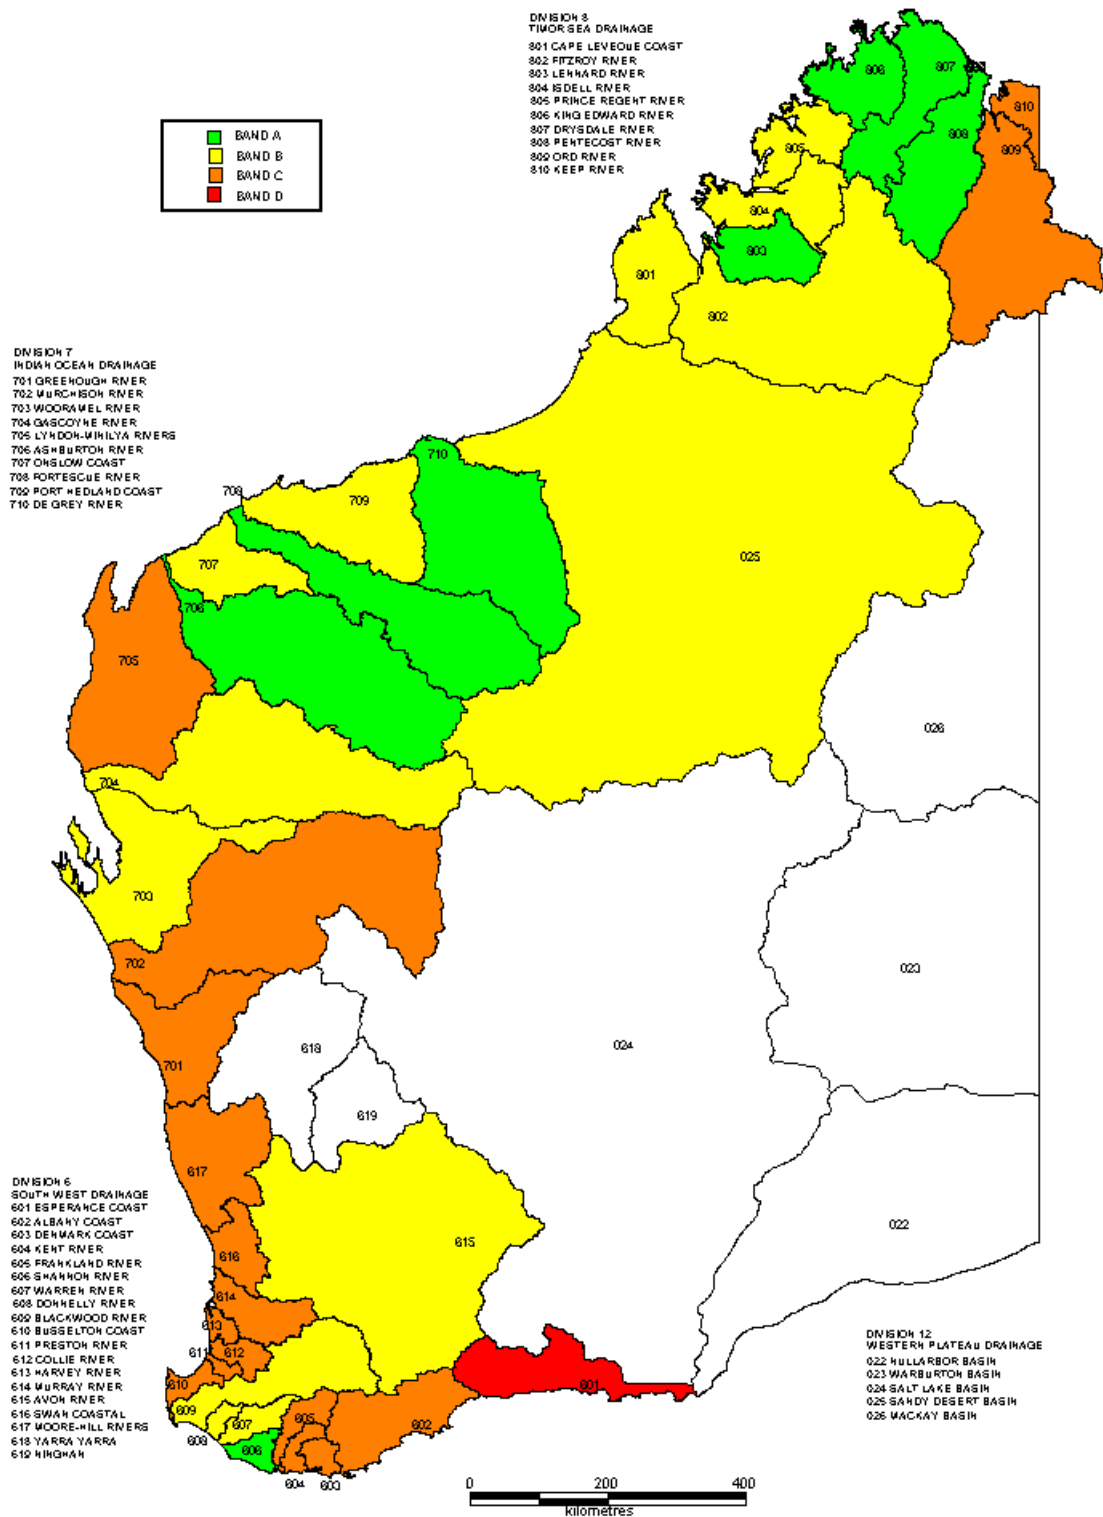 DIVISION 8
TIMOR SEA DRAINAGE
801 CAPE LEVEQUE COAST
802 FITZROY RIVER
803 LENNARD RIVER
804 ISDELL RIVER
805 PRINCE REGENT RIVER
806 KING EDWARD RIVER
807 DRYSDALE RIVER
808 PENTECOST RIVER
809 ORD RIVER
810 KEEP RIVER
BAND A
BAND B
BAND C
BAND D
806
807
810
808
809
805
804
803
801
802
DIVISION 7
INDIAN OCEAN DRAINAGE
701 GREENOUGH RIVER
702 MURCHISON RIVER
703 WOORAMEL RIVER
704 GASCOYNE RIVER
705 LYNDON-MINILYA RIVERS
706 ASHBURTON RIVER
707 ONSLOW COAST
708 FORTESCUE RIVER
709 PORT HEDLAND COAST
710 DE GREY RIVER
710
708
709
707
025
706
705
026
704
703
702
023
701
618
024
619
617
DIVISION 6
SOUTH WEST DRAINAGE
601 ESPERANCE COAST
602 ALBANY COAST
603 DENMARK COAST
604 KENT RIVER
605 FRANKLAND RIVER
606 SHANNON RIVER
607 WARREN RIVER
608 DONNELLY RIVER
609 BLACKWOOD RIVER
610 BUSSELTON COAST
611 PRESTON RIVER
612 COLLIE RIVER
613 HARVEY RIVER
614 MURRAY RIVER
615 AVON RIVER
616 SWAN COASTAL
617 MOORE-HILL RIVERS
618 YARRA YARRA
619 NINGHAN
022
615
616
614
613
611
612
610
601
609
607
605
602
608
606
604
603
DIVISION 12
WESTERN PLATEAU DRAINAGE
022 NULLARBOR BASIN
023 WARBURTON BASIN
024 SALT LAKE BASIN
025 SANDY DESERT BASIN
026 MACKAY BASIN
0 200 400
kilometres